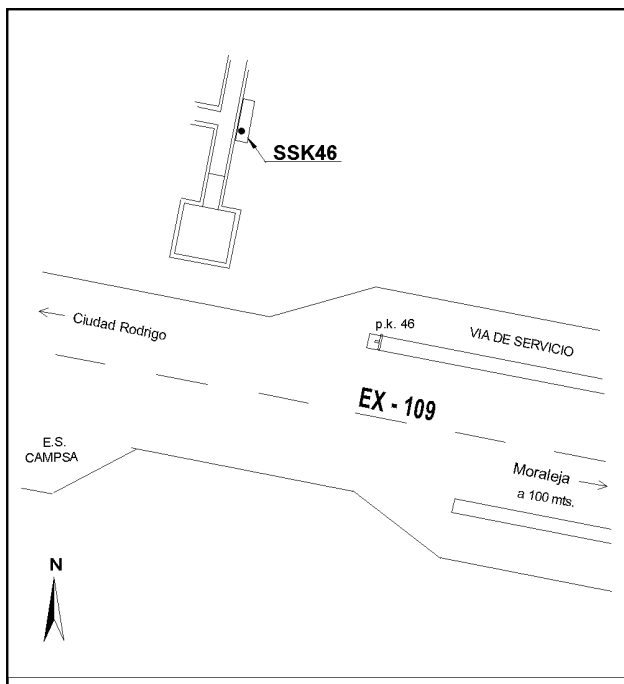 SSK46
p.k. 46
VIA DE SERVICIO
Ciudad Rodrigo
EX - 109
E.S.
CAMPSA
Moraleja
a 100 mts.
N